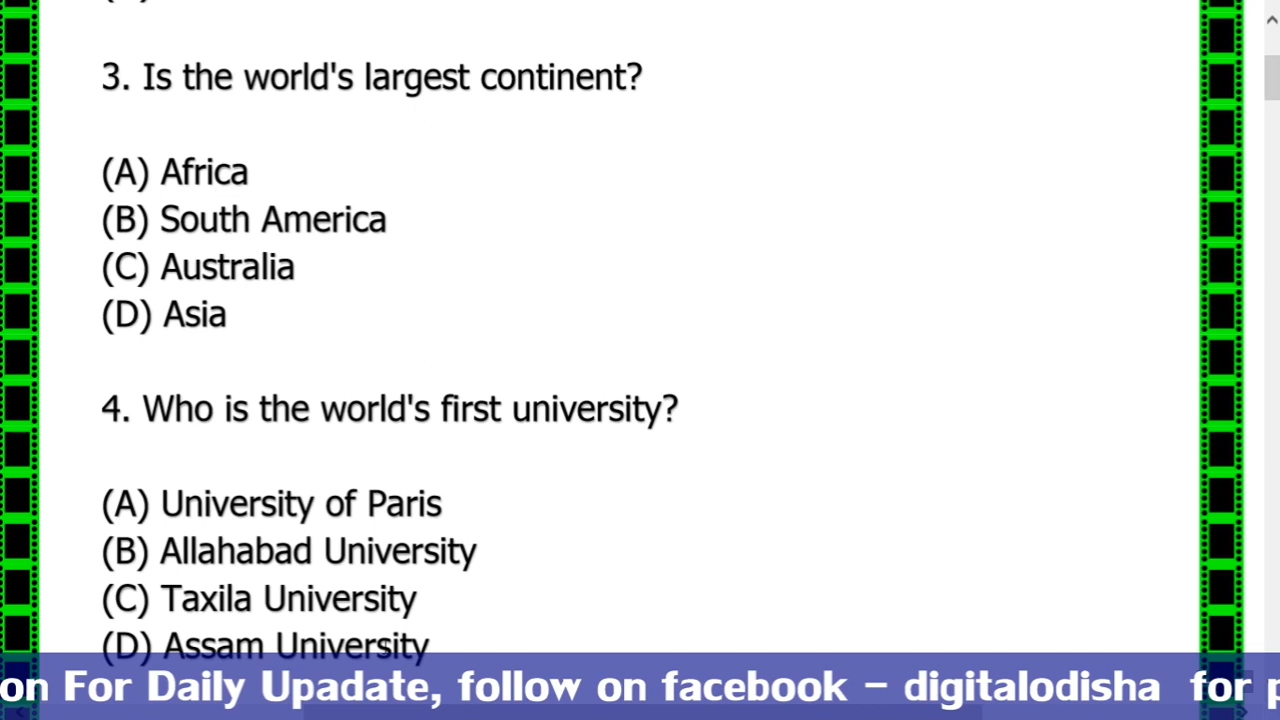 3. Is the world's largest continent?
(A) Africa
(B) South America
(C) Australia
(D) Asia
4. Who is the world's first university?
(A) University of Paris
(B) Allahabad University
(C) Taxila University
(D) Assam University
on For Daily Upadate, follow on facebook - digitalodisha for